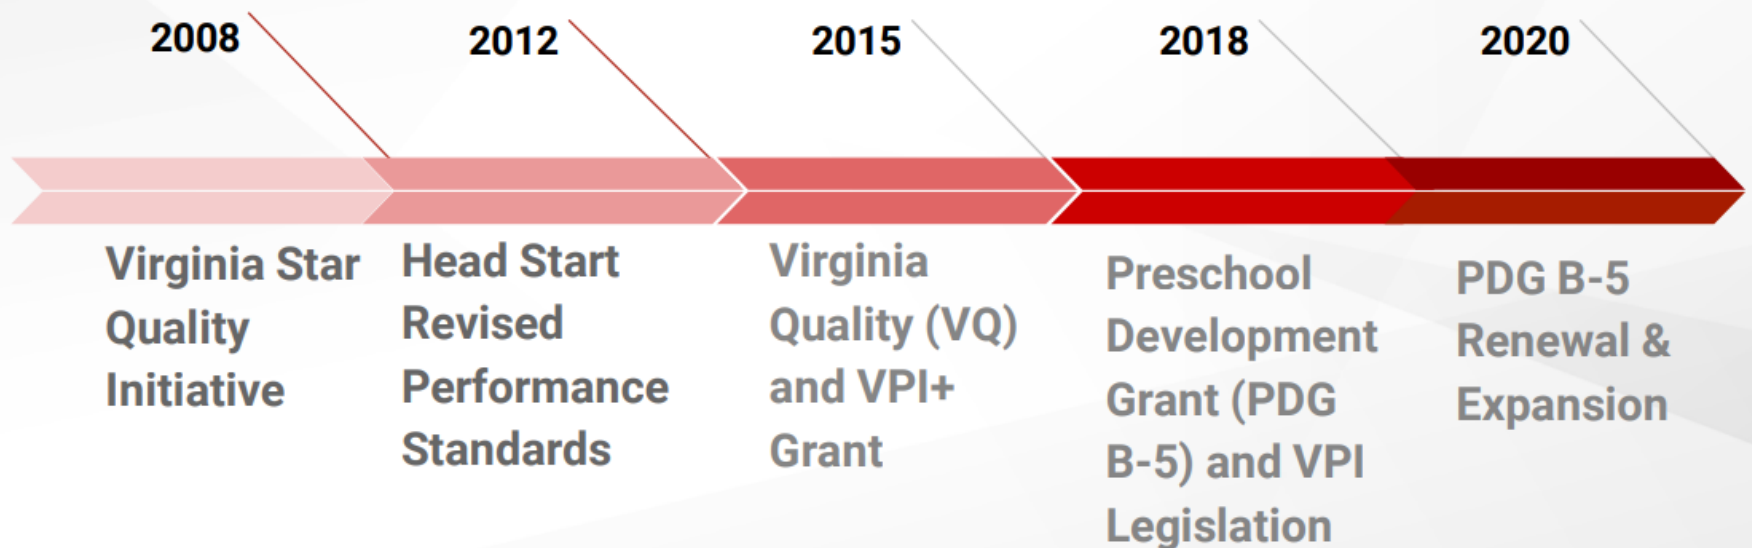 2008
2012
2015
2018
2020
Virginia Star
Quality
Initiative
Head Start
Revised
Performance
Standards
Virginia
Quality (VQ)
and VPI+
Grant
Preschool
Development
Grant (PDG
B-5) and VPI
Legislation
PDG B-5
Renewal &
Expansion